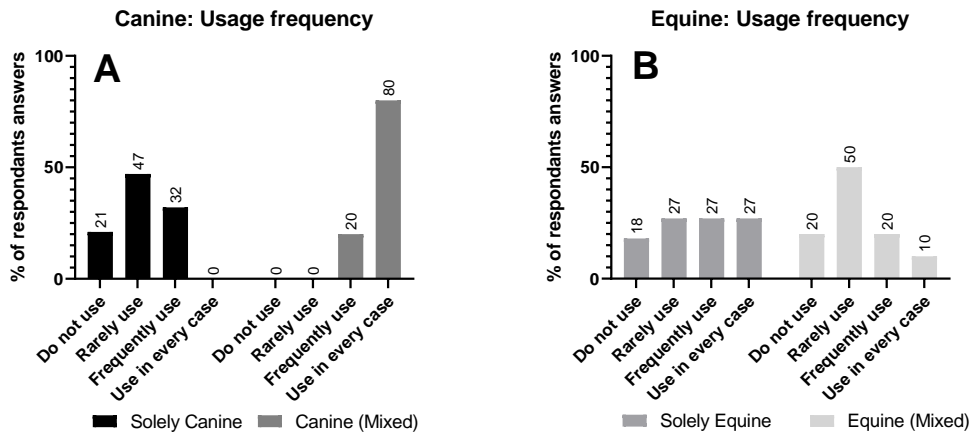 Canine: Usage frequency
A
% of respondants answers
100
50
0
21
47
32
0
0
0
20
80
Do not use
Rarely use
Frequently use
Use in every case
Do not use
Rarely use
Frequently use
Use in every case
Solely Canine
Canine (Mixed)
Equine: Usage frequency
B
% of respondants answers
100
50
0
18
27
27
27
20
50
20
10
Do not use
Rarely use
Frequently use
Use in every case
Do not use
Rarely use
Frequently use
Use in every case
Solely Equine
Equine (Mixed)